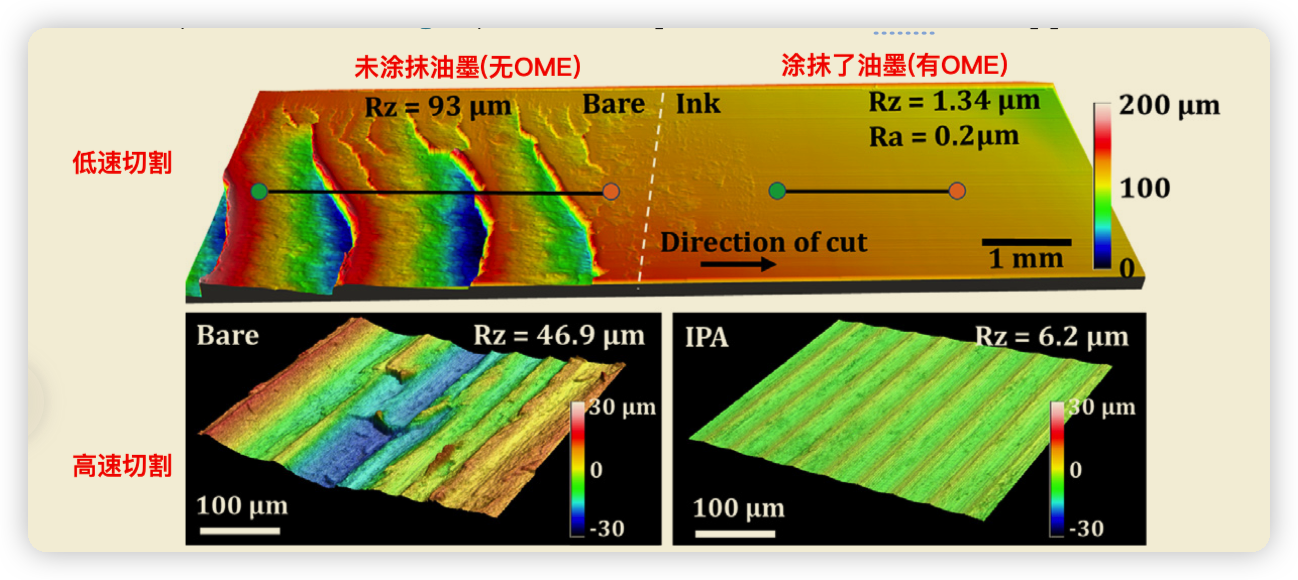 未涂抹油墨(无OME)
涂抹了油墨(有OME)
Rz = 93 μm
Bare
Ink
Rz = 1.34 μm
Ra = 0.2μm
200 μm
100
0
低速切割
Direction of cut
1 mm
Bare
Rz = 46.9 μm
30 μm
0
-30
100 μm
IPA
Rz = 6.2 μm
30 μm
0
-30
100 μm
高速切割